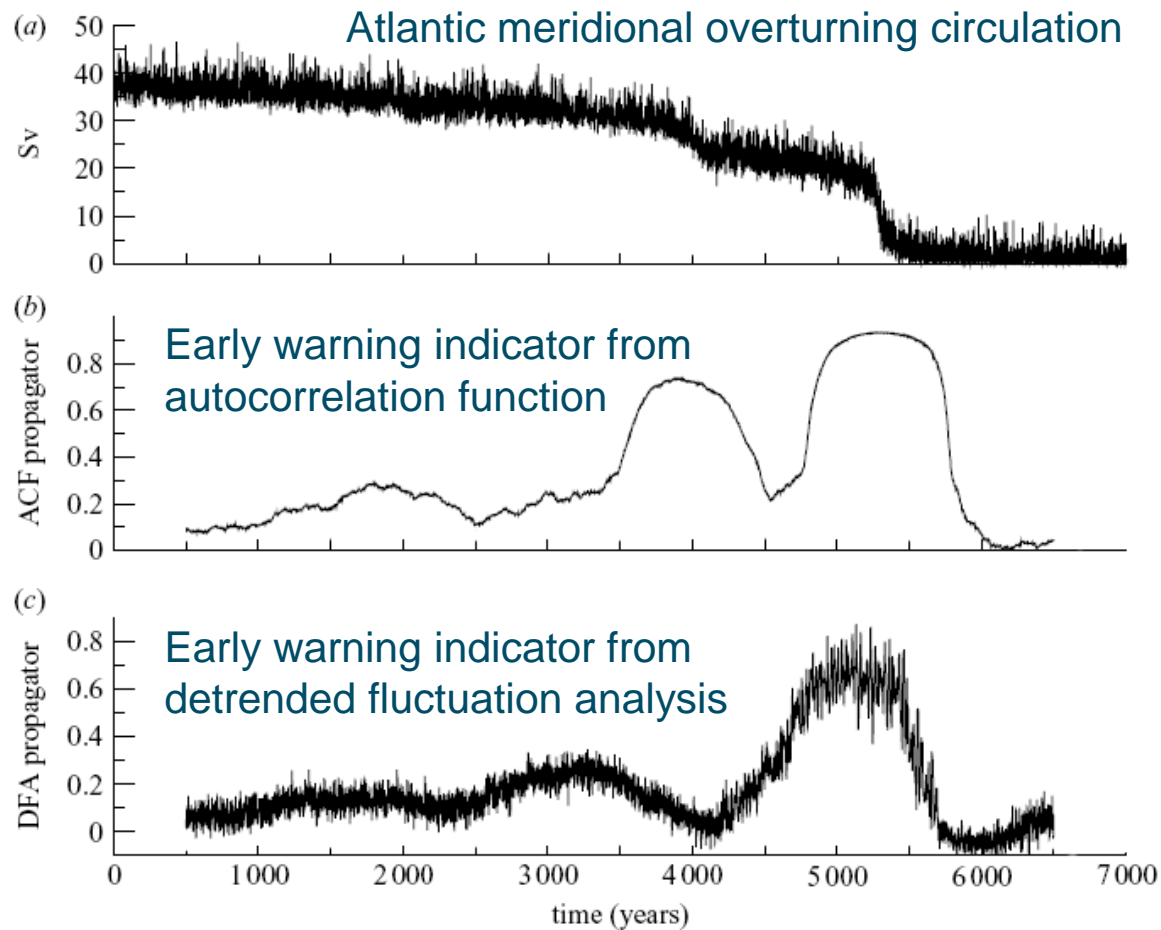 (a)
Atlantic meridional overturning circulation
50
40
30
20
10
0
Sv
(b)
Early warning indicator from
autocorrelation function
0.8
0.6
0.4
0.2
0
ACF propagator
(c)
Early warning indicator from
detrended fluctuation analysis
0.8
0.6
0.4
0.2
0
DFA propagator
0 1000 2000 3000 4000 5000 6000 7000
time (years)